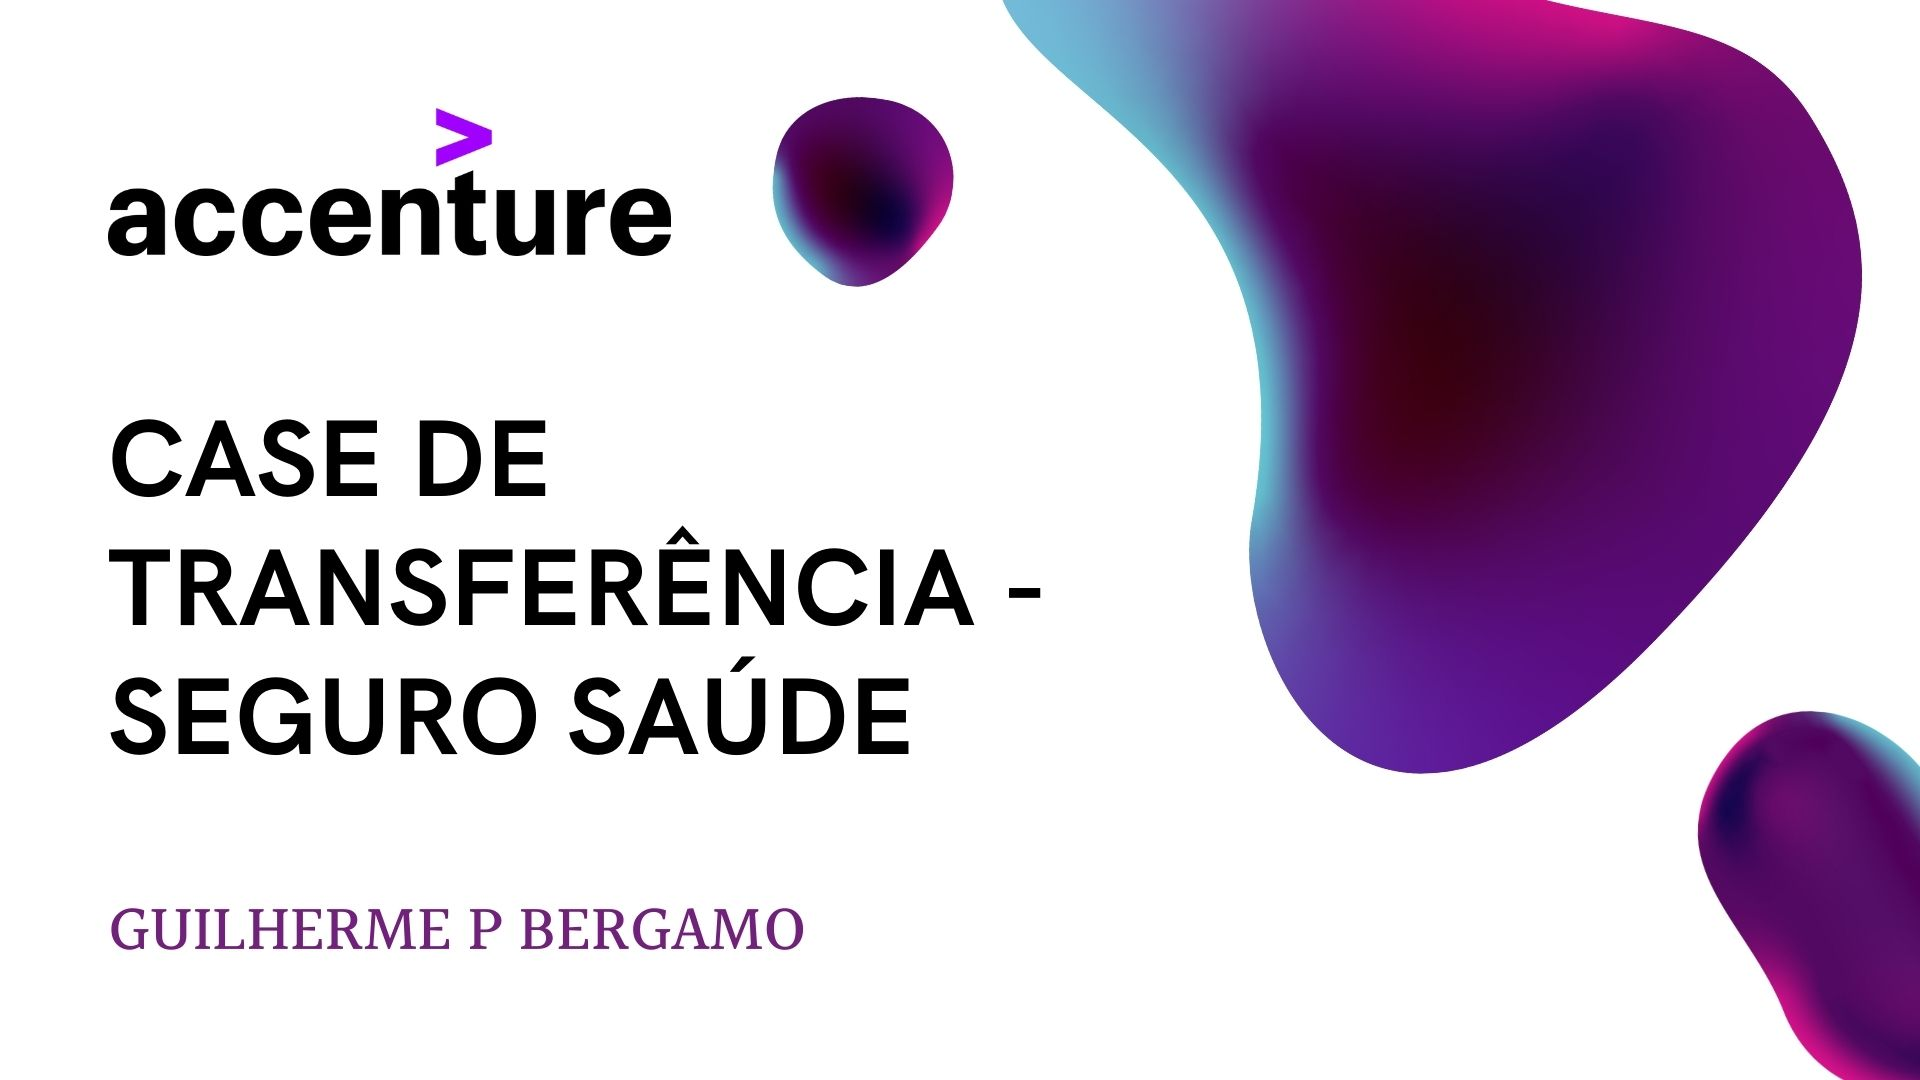 >
accenture
CASE DE
TRANSFERÊNCIA -
SEGURO SAÚDE
GUILHERME P BERGAMO